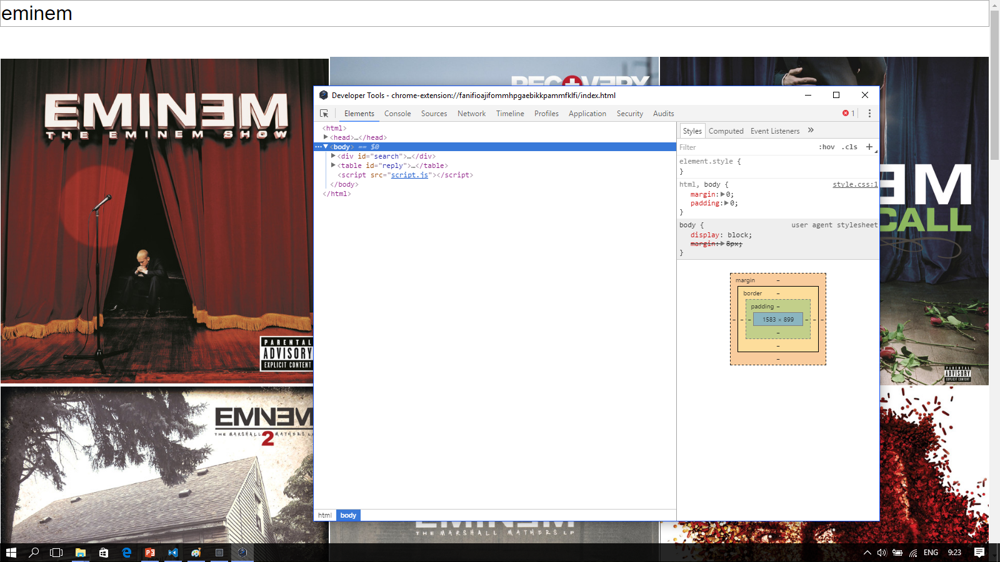 eminem
EMINEM
THE EMINEM SHOW
PARENTAL
ADVISORY
EXPLICIT CONTENT
RECOVERY
EM
CALL
PARENTAL
ADVISORY
EXPLICIT CONTENT
Developer Tools - chrome-extension://fanifioajifommhpgaebikkpammfklfi/index.html
Elements Console Sources Network Timeline Profiles Application Security Audits 1
<html>
<head>…</head>
<body> == $0
<div id="search">…</div>
<table id="reply">…</table>
<script src="script.js"></script>
</body>
</html>
html body
Styles Computed Event Listeners »
Filter :hov .cls +
element.style {
}
html, body { style.css:1
margin: 0;
padding: 0;
}
body { user agent stylesheet
display: block;
margin: 8px;
}
margin –
border –
padding –
– – – 1583 × 899 – – –
–
–
–
EMINEM
THE MARSHALL MATHERS LP
2
EMINEM
THE MARSHALL MATHERS LP
ENG 9:23